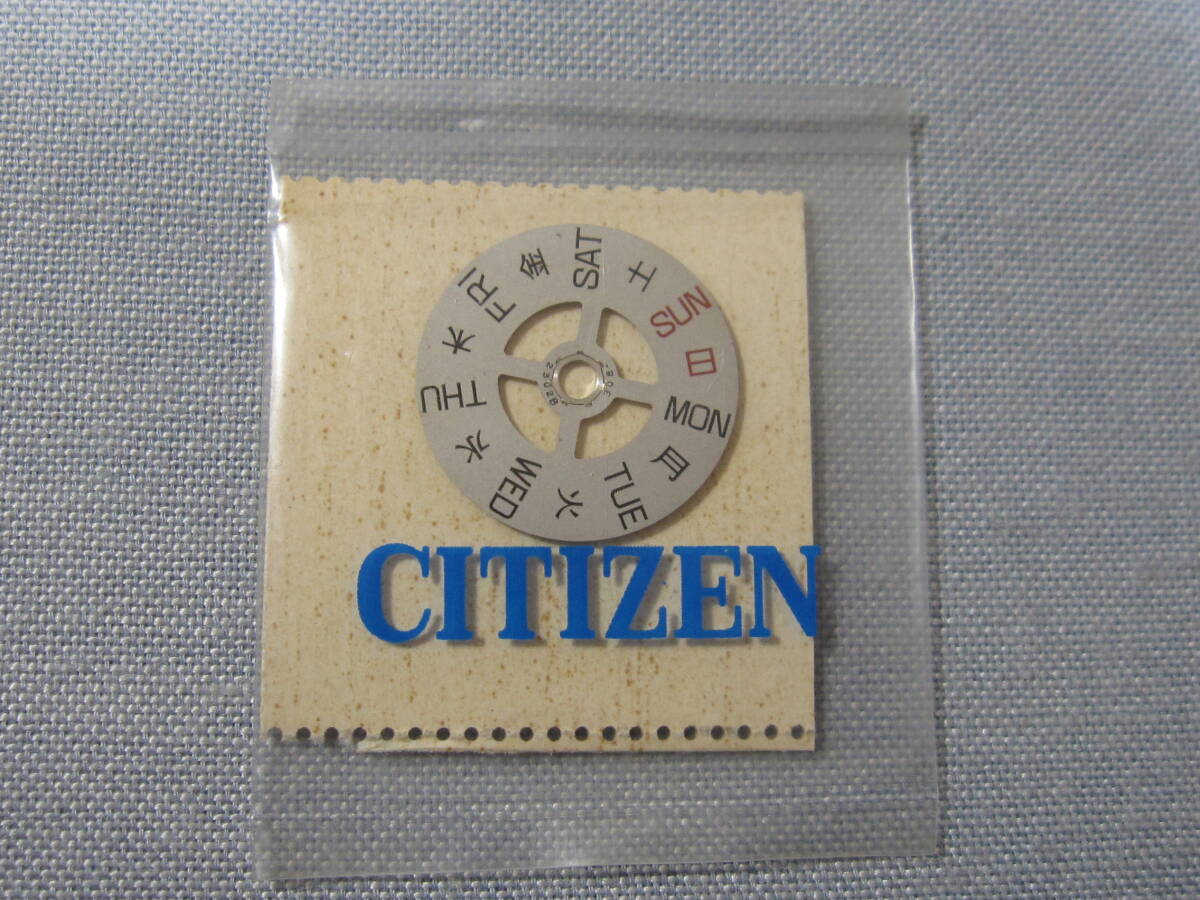 SUN
日
MON
月
TUE
火
WED
水
THU
木
FRI
金
SAT
土
CITIZEN